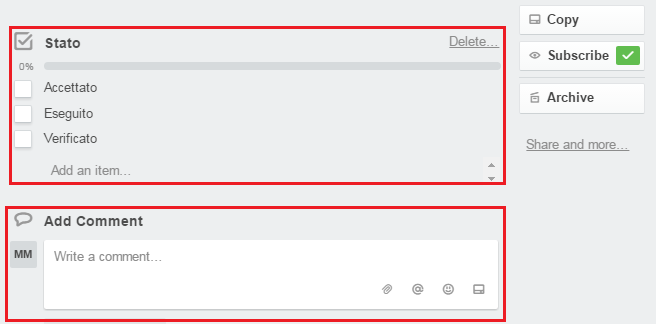 Stato
Delete...
0%
Accettato
Eseguito
Verificato
Add an item...
Add Comment
MM
Write a comment...
Copy
Subscribe
Archive
Share and more...